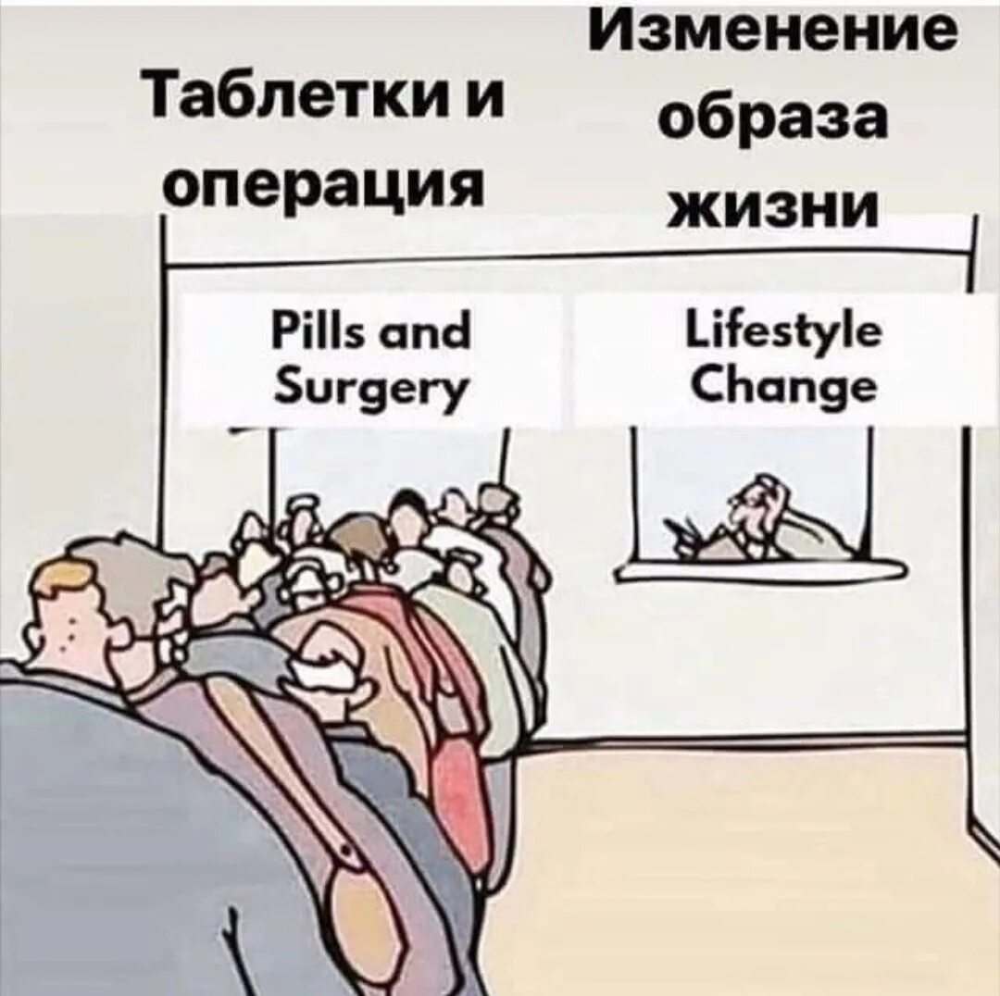 Таблетки и
операция
Изменение
образа
жизни
Pills and
Surgery
Lifestyle
Change